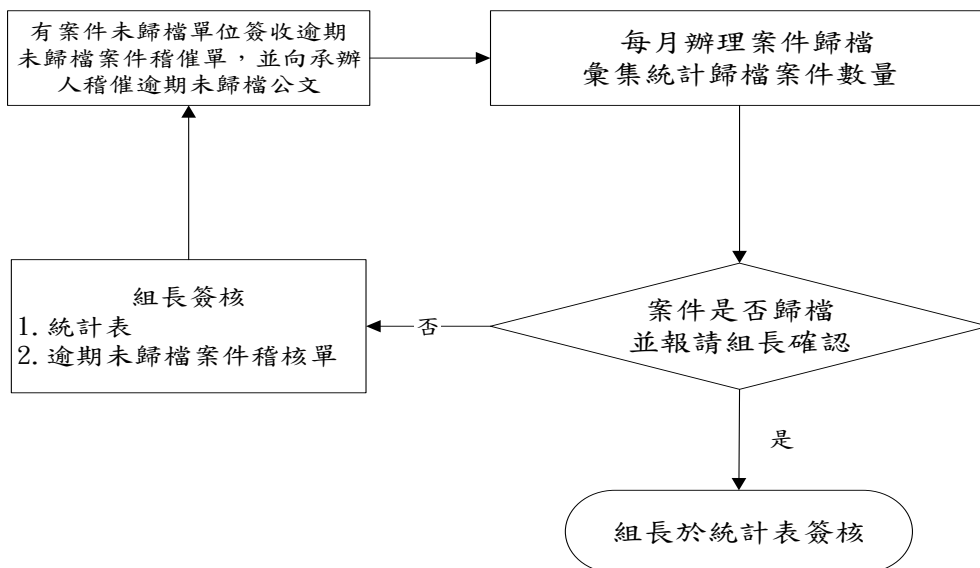 有案件未歸檔單位簽收逾期
未歸檔案件稽催單，並向承辦
人稽催逾期未歸檔公文
每月辦理案件歸檔
彙集統計歸檔案件數量
組長簽核
1.統計表
2.逾期未歸檔案件稽核單
否
案件是否歸檔
並報請組長確認
是
組長於統計表簽核